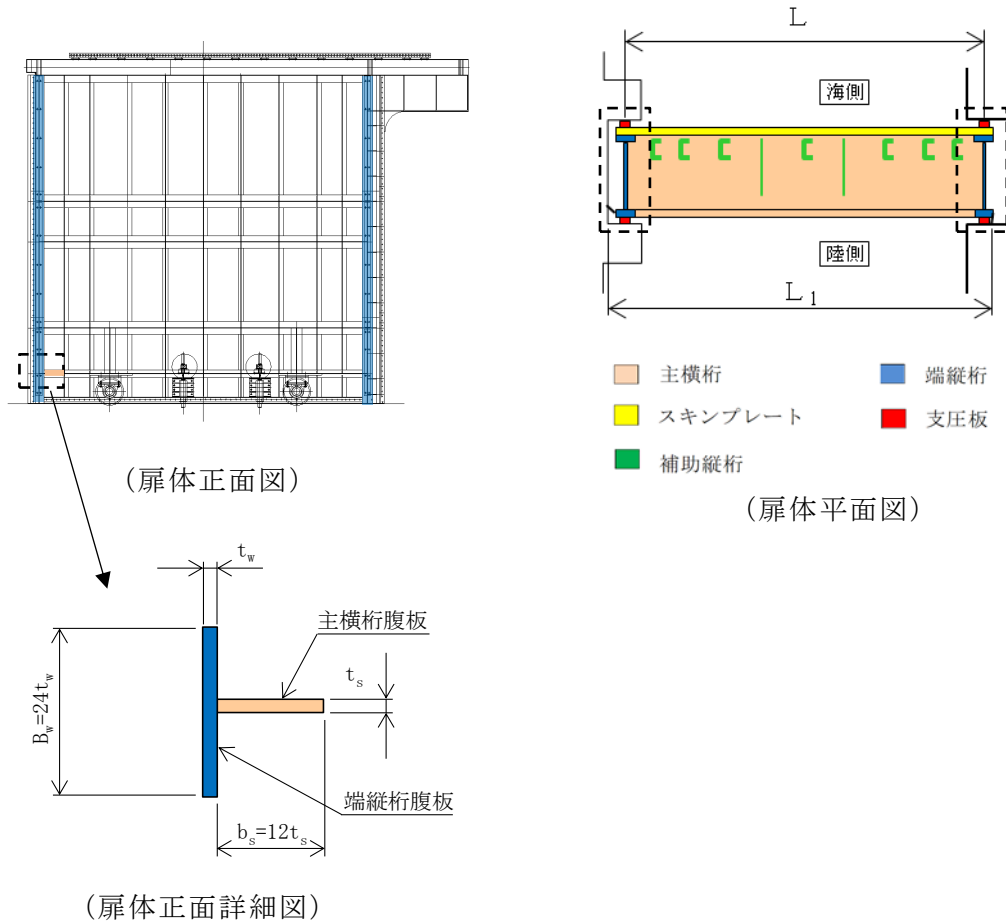 L
海側
陸側
L1
主横桁
端縦桁
スキンプレート
支圧板
補助縦桁
(扉体正面図)
(扉体平面図)
tw
主横桁腹板
ts
Bw=24tw
端縦桁腹板
bs=12ts
(扉体正面詳細図)